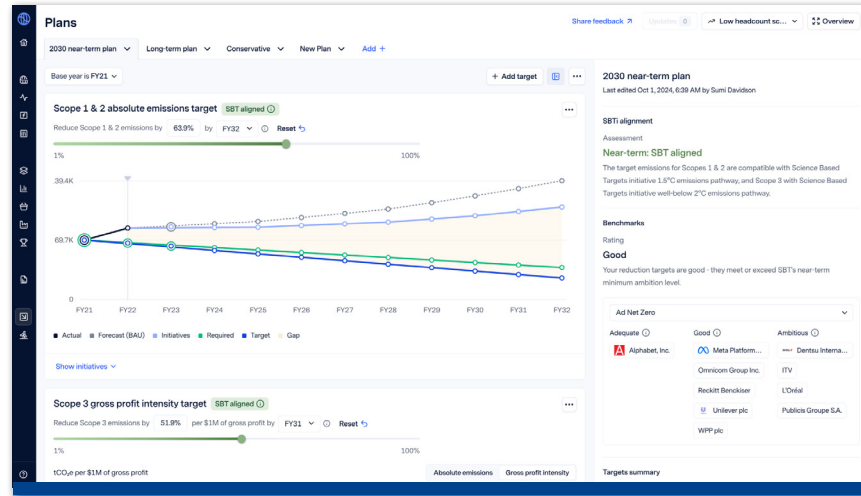 Plans
Share feedback
Updates 0
Low headcount sc...
Overview
2030 near-term plan
Long-term plan
Conservative
New Plan
Add +
Base year is FY21
+ Add target
Scope 1 & 2 absolute emissions target
SBT aligned
Reduce Scope 1 & 2 emissions by 63.9% by FY32 Reset
1% 100%
39.4K
69.7K
0
FY21 FY22 FY23 FY24 FY25 FY26 FY27 FY28 FY29 FY30 FY31 FY32
Actual Forecast (BAU) Initiatives Required Target Gap
Show initiatives
Scope 3 gross profit intensity target
SBT aligned
Reduce Scope 3 emissions by 51.9% per $1M of gross profit by FY31 Reset
1% 100%
tCO₂e per $1M of gross profit
Absolute emissions Gross profit intensity
2030 near-term plan
Last edited Oct 1, 2024, 6:39 AM by Sumi Davidson
SBTi alignment
Assessment
Near-term: SBT aligned
The target emissions for Scopes 1 & 2 are compatible with Science Based
Targets initiative 1.5°C emissions pathway, and Scope 3 with Science Based
Targets initiative well-below 2°C emissions pathway.
Benchmarks
Rating
Good
Your reduction targets are good - they meet or exceed SBT's near-term
minimum ambition level.
Ad Net Zero
Adequate Good Ambitious
Alphabet, Inc. Meta Platform... Dentsu Interna...
Omnicom Group Inc. ITV
Reckitt Benckiser L'Oréal
Unilever plc Publicis Groupe S.A.
WPP plc
Targets summary